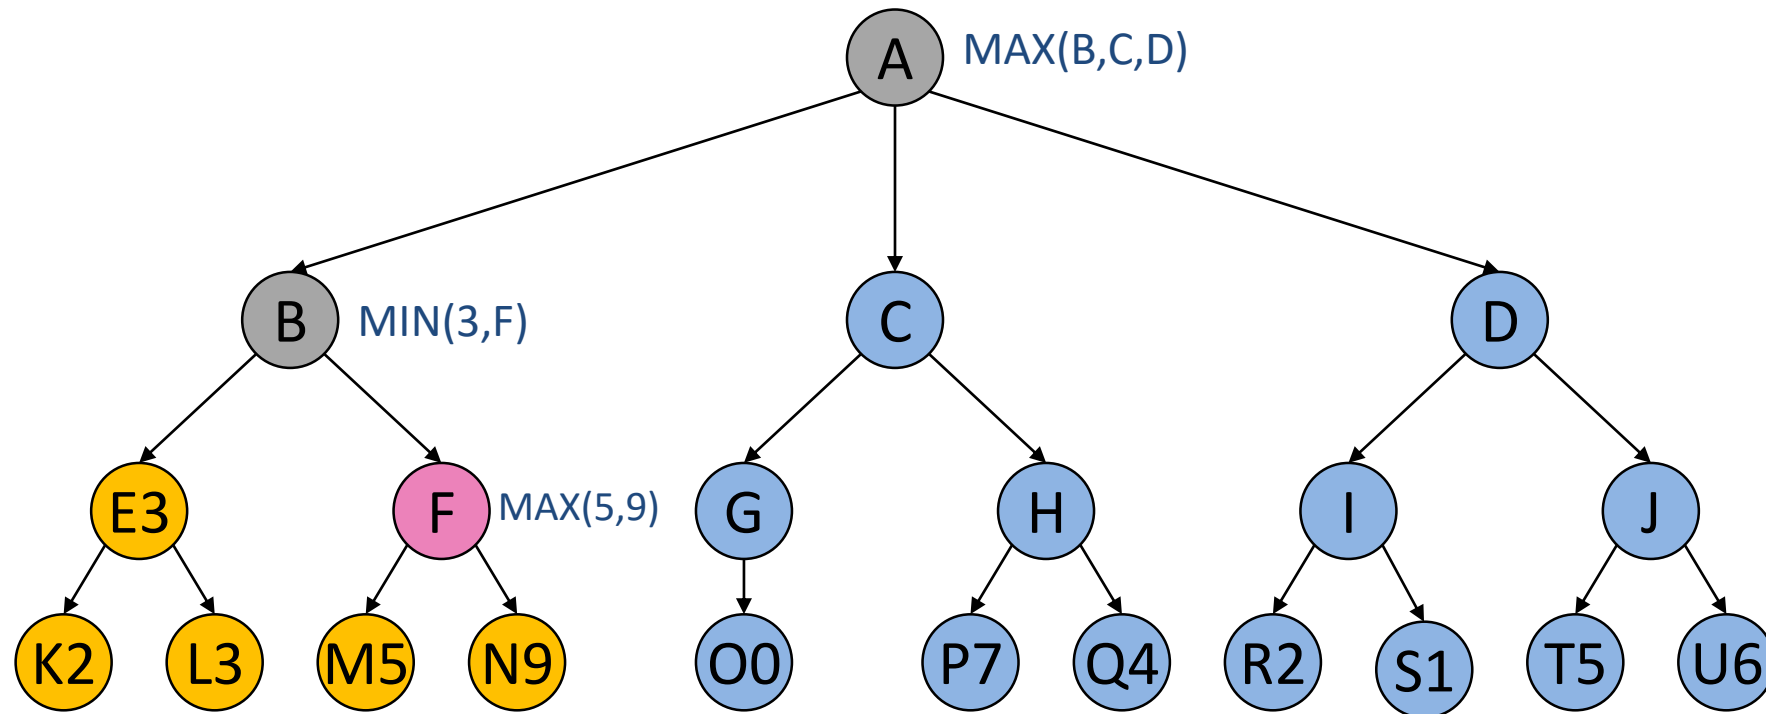 A MAX(B,C,D)
B MIN(3,F) C D
E3 F MAX(5,9) G H I J
K2 L3 M5 N9 O0 P7 Q4 R2 S1 T5 U6